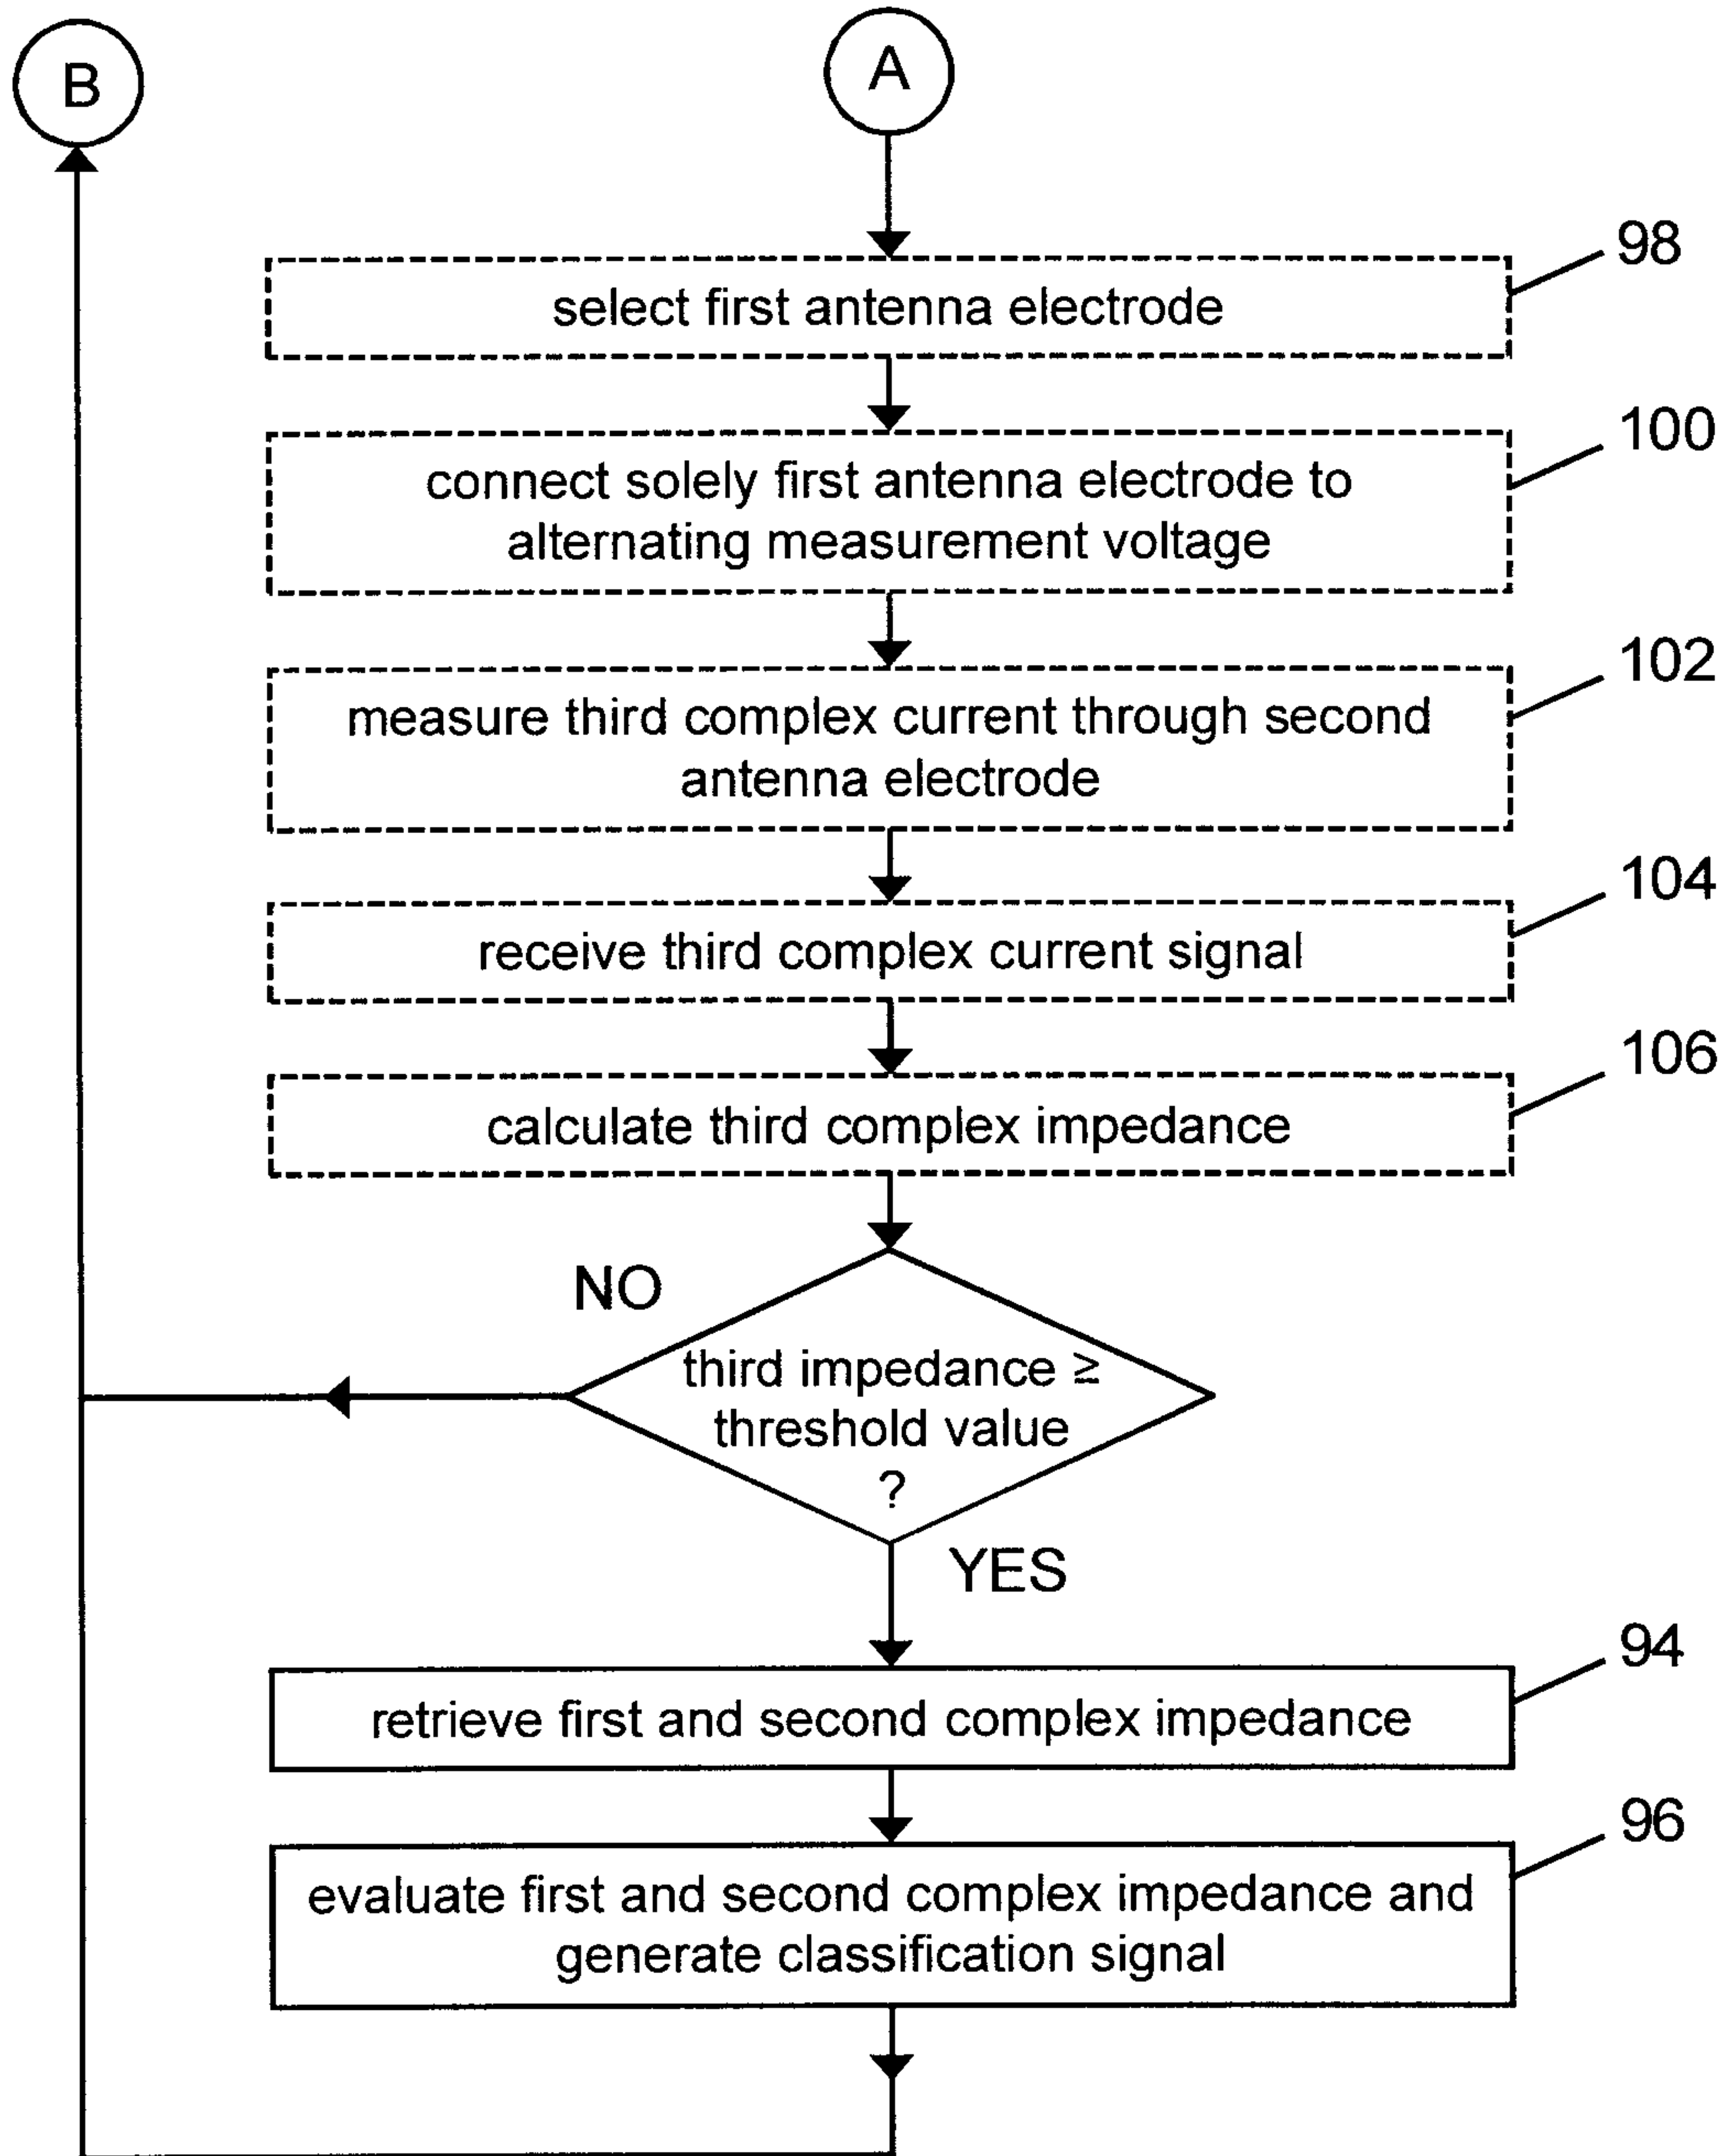 B
A
98
select first antenna electrode
100
connect solely first antenna electrode to
alternating measurement voltage
102
measure third complex current through second
antenna electrode
104
receive third complex current signal
106
calculate third complex impedance
NO
third impedance ≥
threshold value
?
YES
94
retrieve first and second complex impedance
96
evaluate first and second complex impedance and
generate classification signal